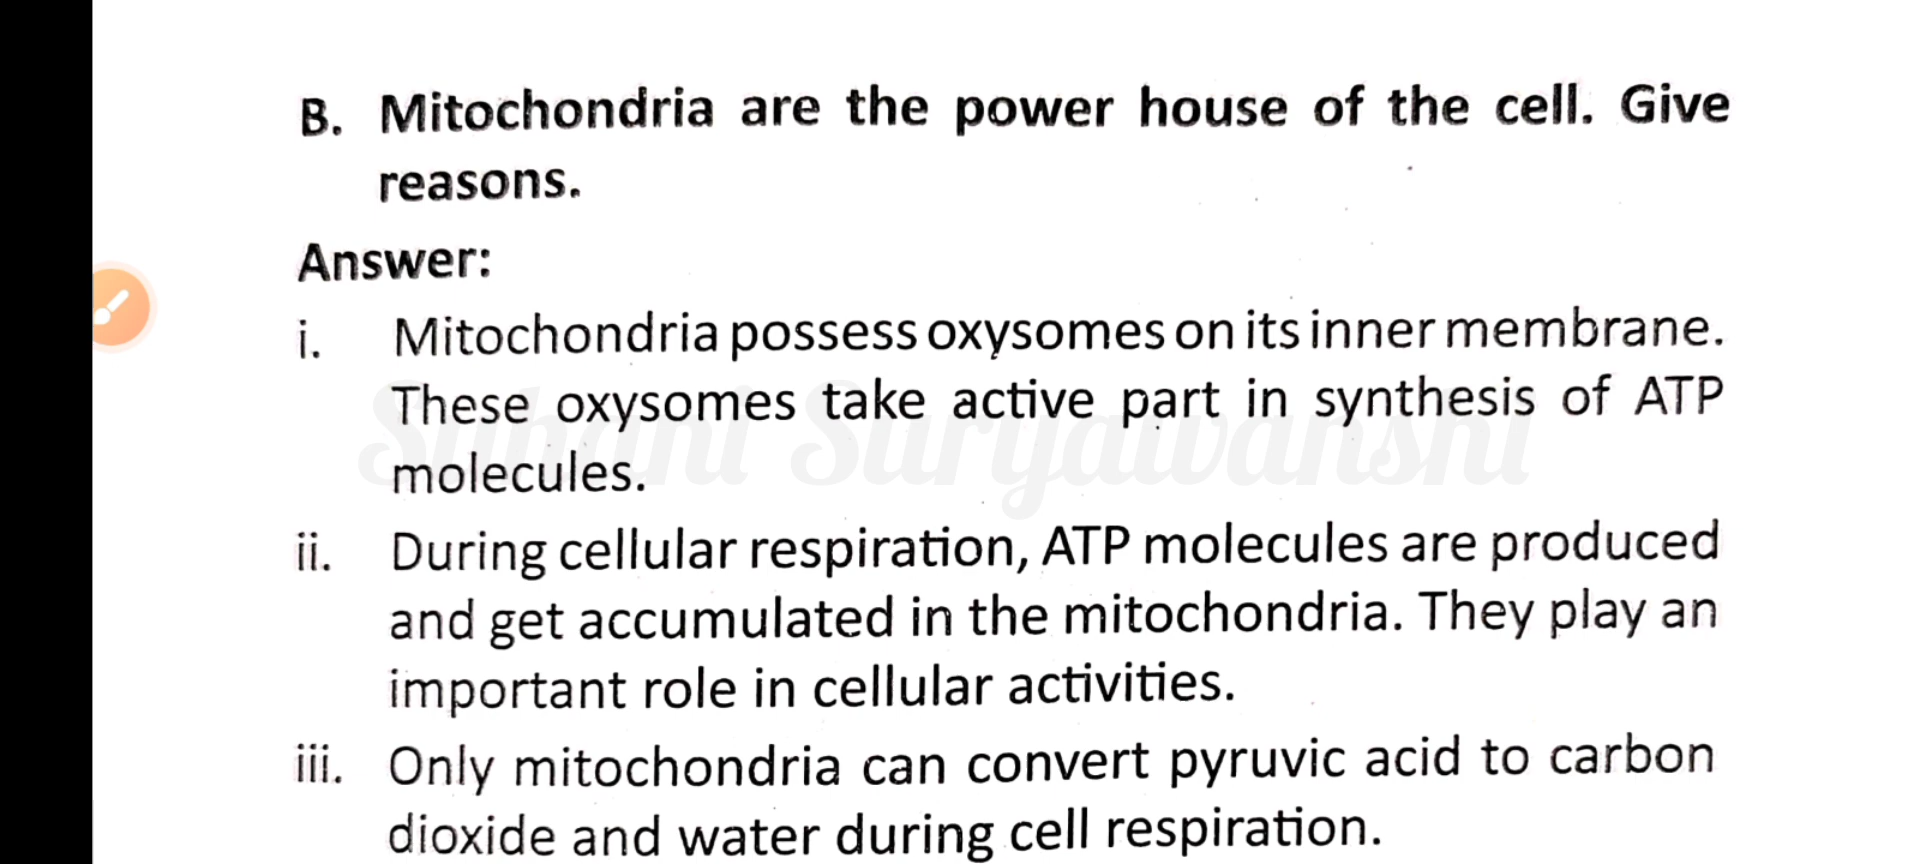 B. Mitochondria are the power house of the cell. Give
reasons.
Answer:
i. Mitochondria possess oxysomes on its inner membrane.
These oxysomes take active part in synthesis of ATP
molecules.
Suryawanshi
ii. During cellular respiration, ATP molecules are produced
and get accumulated in the mitochondria. They play an
important role in cellular activities.
iii. Only mitochondria can convert pyruvic acid to carbon
dioxide and water during cell respiration.